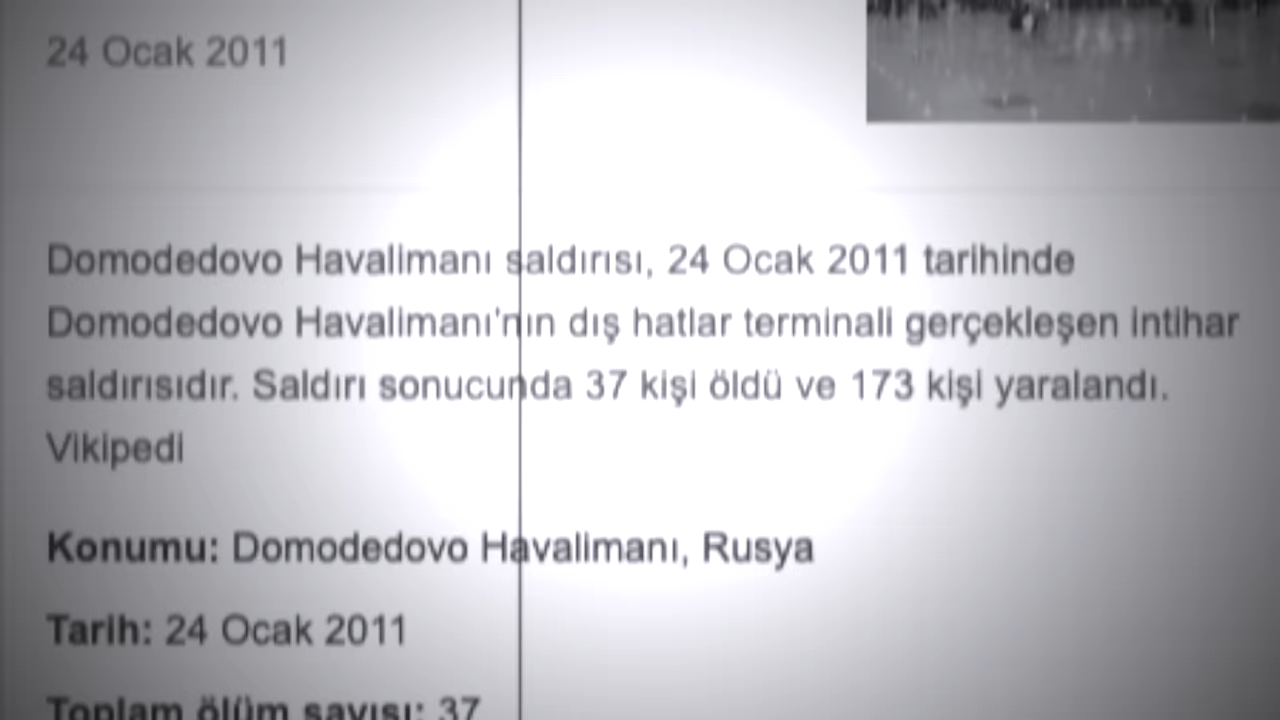 24 Ocak 2011
Domodedovo Havalimanı saldırısı, 24 Ocak 2011 tarihinde
Domodedovo Havalimanı'nın dış hatlar terminali gerçekleşen intihar
saldırısıdır. Saldırı sonucunda 37 kişi öldü ve 173 kişi yaralandı.
Vikipedi
Konumu: Domodedovo Havalimanı, Rusya
Tarih: 24 Ocak 2011
Toplam ölüm sayısı: 37